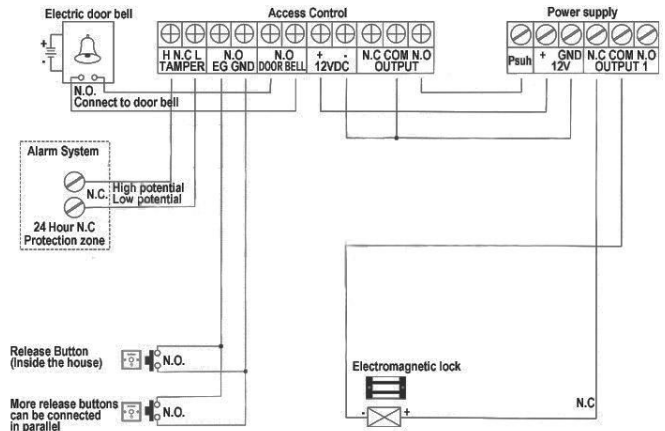 Electric door bell
Access Control
Power supply
+
-
H N.C L N.O N.O + - N.C COM N.O
TAMPER EG GND DOOR BELL 12VDC OUTPUT
Psuh + GND N.C COM N.O
12V OUTPUT 1
N.O.
Connect to door bell
Alarm System
N.C. High potential
Low potential
24 Hour N.C
Protection zone
Release Button
(Inside the house)
N.O.
Electromagnetic lock
More release buttons
can be connected
in parallel
N.O.
- +
N.C